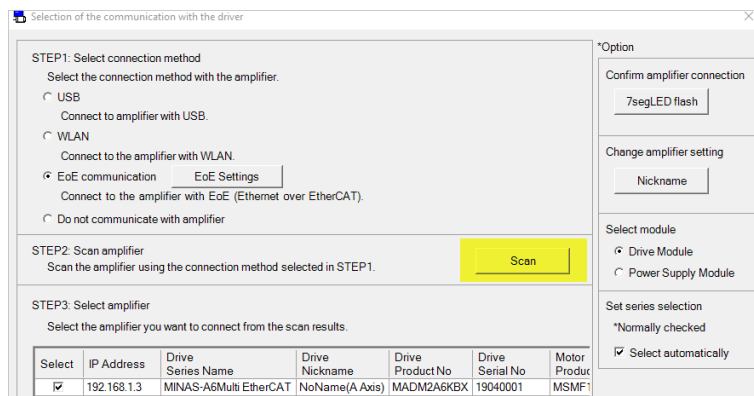 Selection of the communication with the driver
STEP1: Select connection method
Select the connection method with the amplifier.
USB
Connect to amplifier with USB.
WLAN
Connect to the amplifier with WLAN.
EoE communication EoE Settings
Connect to the amplifier with EoE (Ethernet over EtherCAT).
Do not communicate with amplifier
STEP2: Scan amplifier
Scan the amplifier using the connection method selected in STEP1.
Scan
STEP3: Select amplifier
Select the amplifier you want to connect from the scan results.
Select IP Address Drive Series Name Drive Nickname Drive Product No Drive Serial No Motor Produc
192.168.1.3 MINAS-A6Multi EtherCAT NoName(A Axis) MADM2A6KBX 19040001 MSMF1
*Option
Confirm amplifier connection
7segLED flash
Change amplifier setting
Nickname
Select module
Drive Module
Power Supply Module
Set series selection
*Normally checked
Select automatically